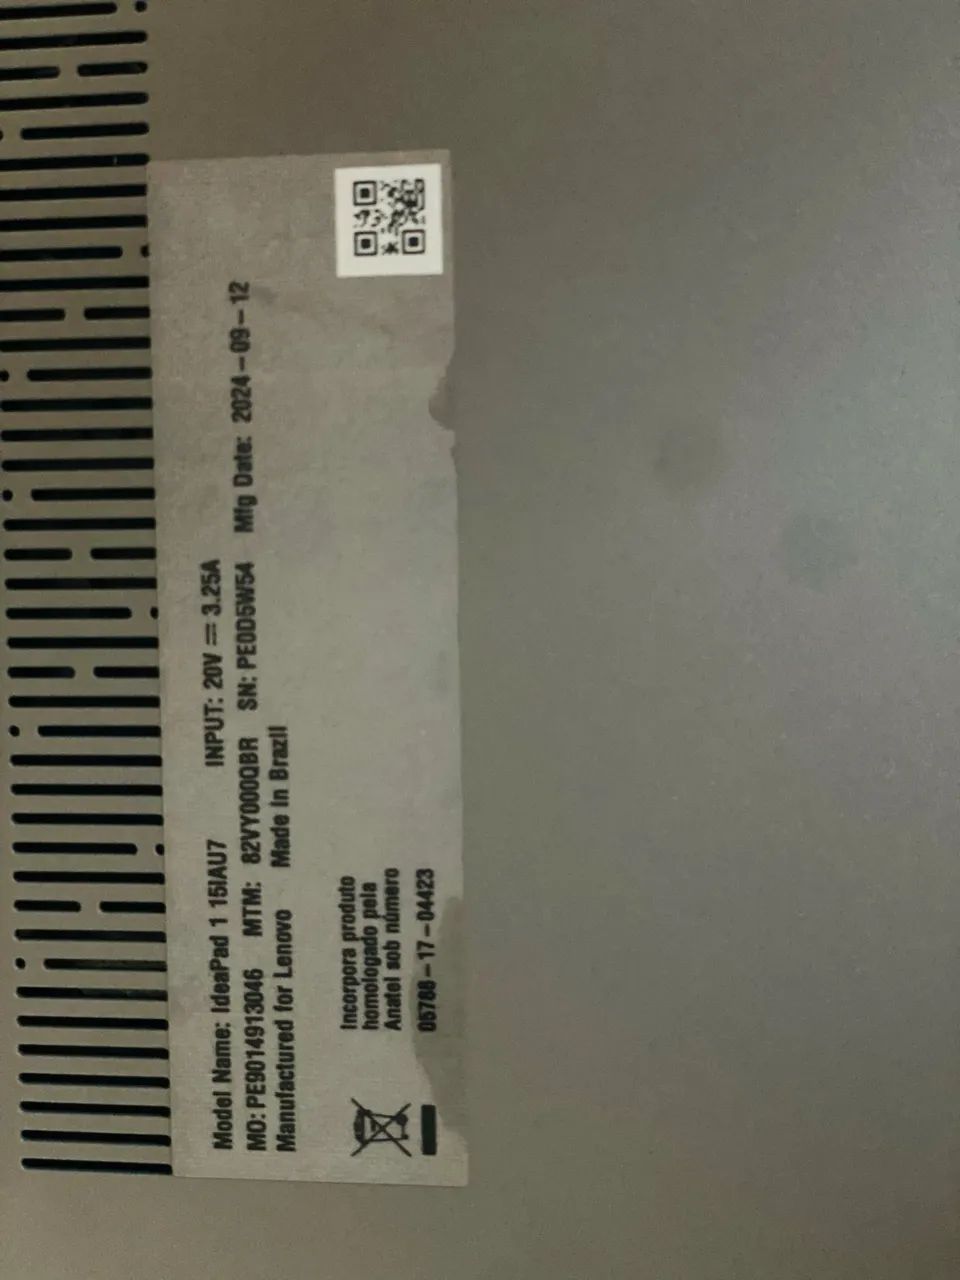 Model Name: IdeaPad 1 15IAU7 INPUT: 20V ⎓ 3.25A
MO: PE9014913046 MTM: 82VY000QBR SN: PE0D5W54 Mfg Date: 2024-09-12
Manufactured for Lenovo Made In Brazil
Incorpora produto
homologado pela
Anatel sob número
05788-17-04423